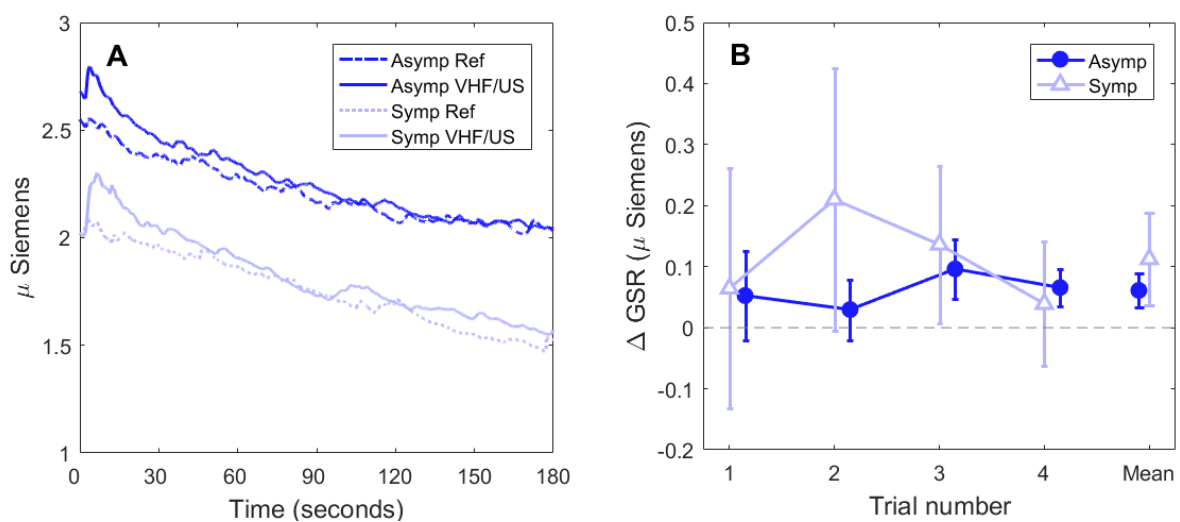 A
3
2.5
2
1.5
1
μ Siemens
Asymp Ref
Asymp VHF/US
Symp Ref
Symp VHF/US
0 30 60 90 120 150 180
Time (seconds)
B
0.5
0.4
0.3
0.2
0.1
0
-0.1
-0.2
Δ GSR (μ Siemens)
Asymp
Symp
1 2 3 4 Mean
Trial number